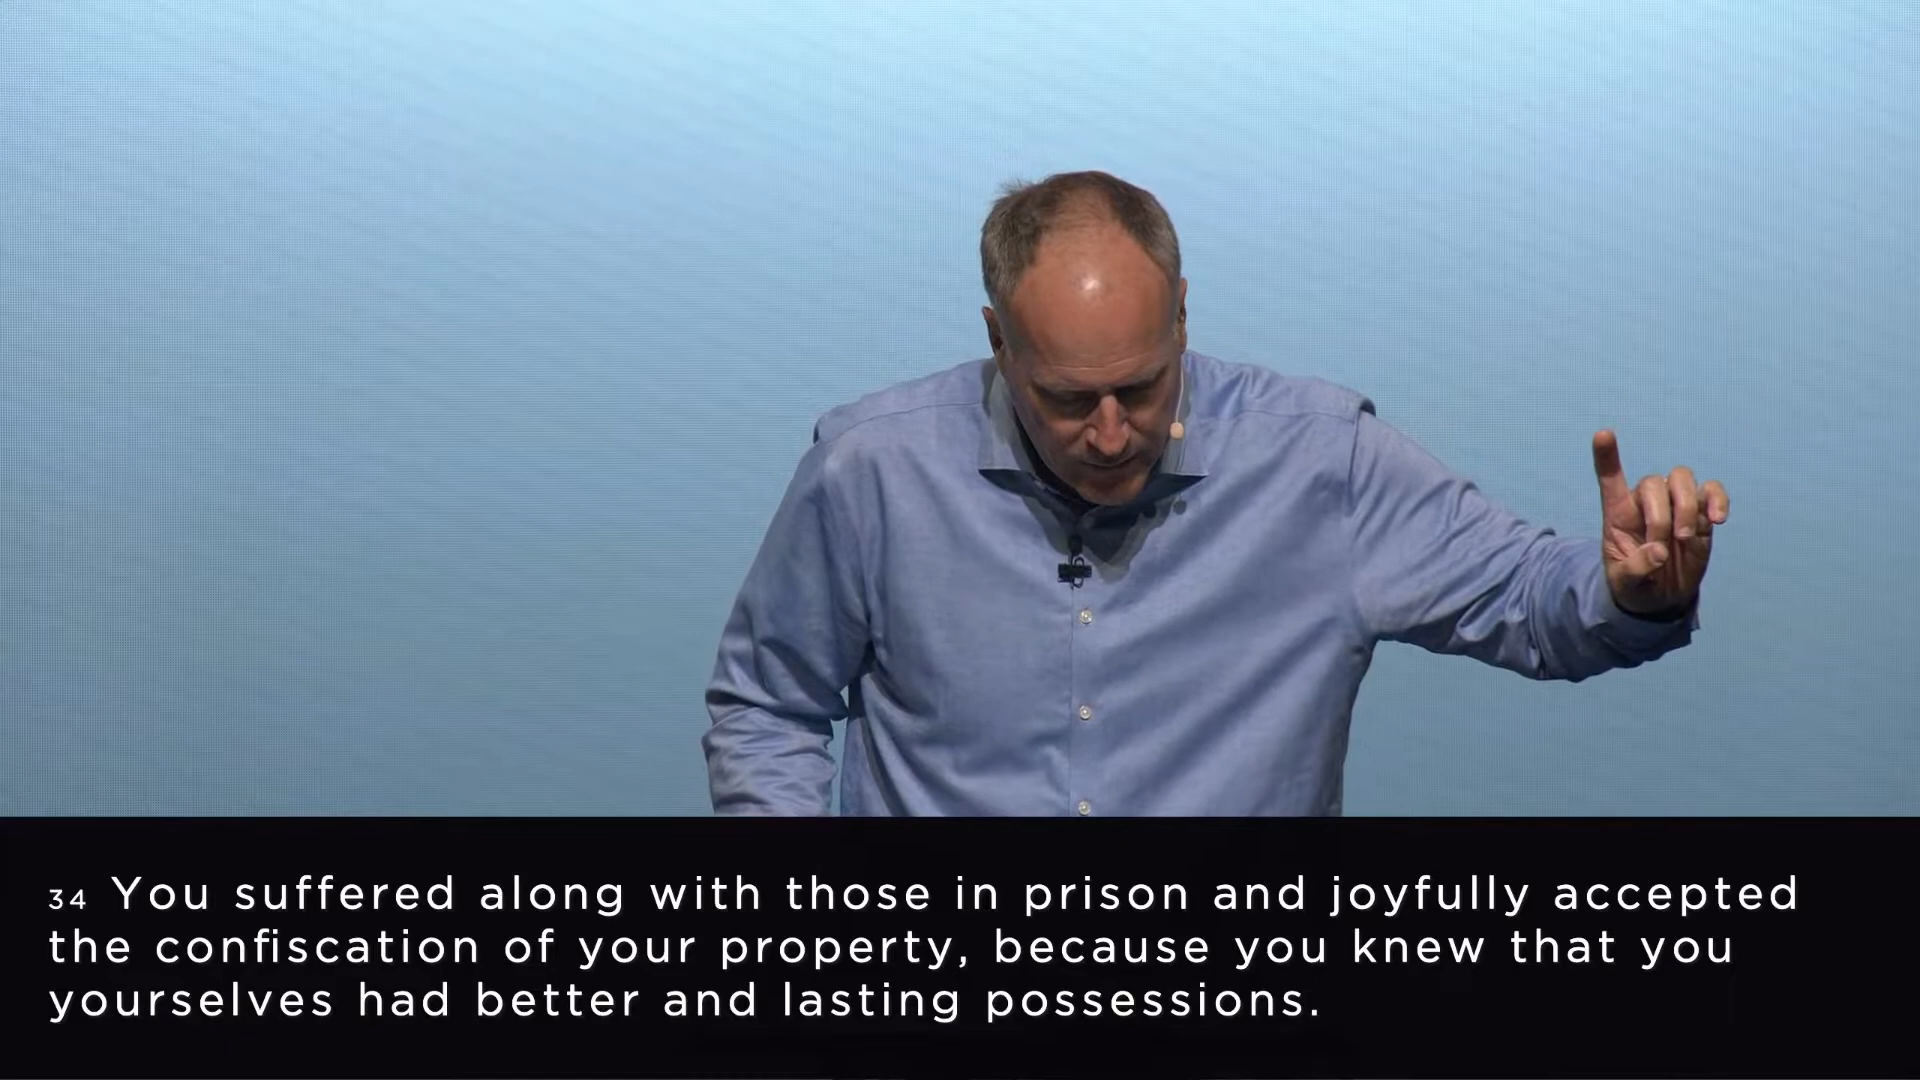 34 You suffered along with those in prison and joyfully accepted
the confiscation of your property, because you knew that you
yourselves had better and lasting possessions.